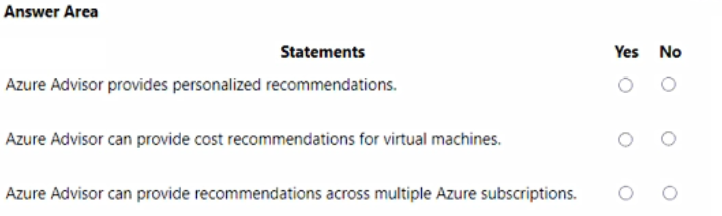 Answer Area
Statements Yes No
Azure Advisor provides personalized recommendations.
Azure Advisor can provide cost recommendations for virtual machines.
Azure Advisor can provide recommendations across multiple Azure subscriptions.